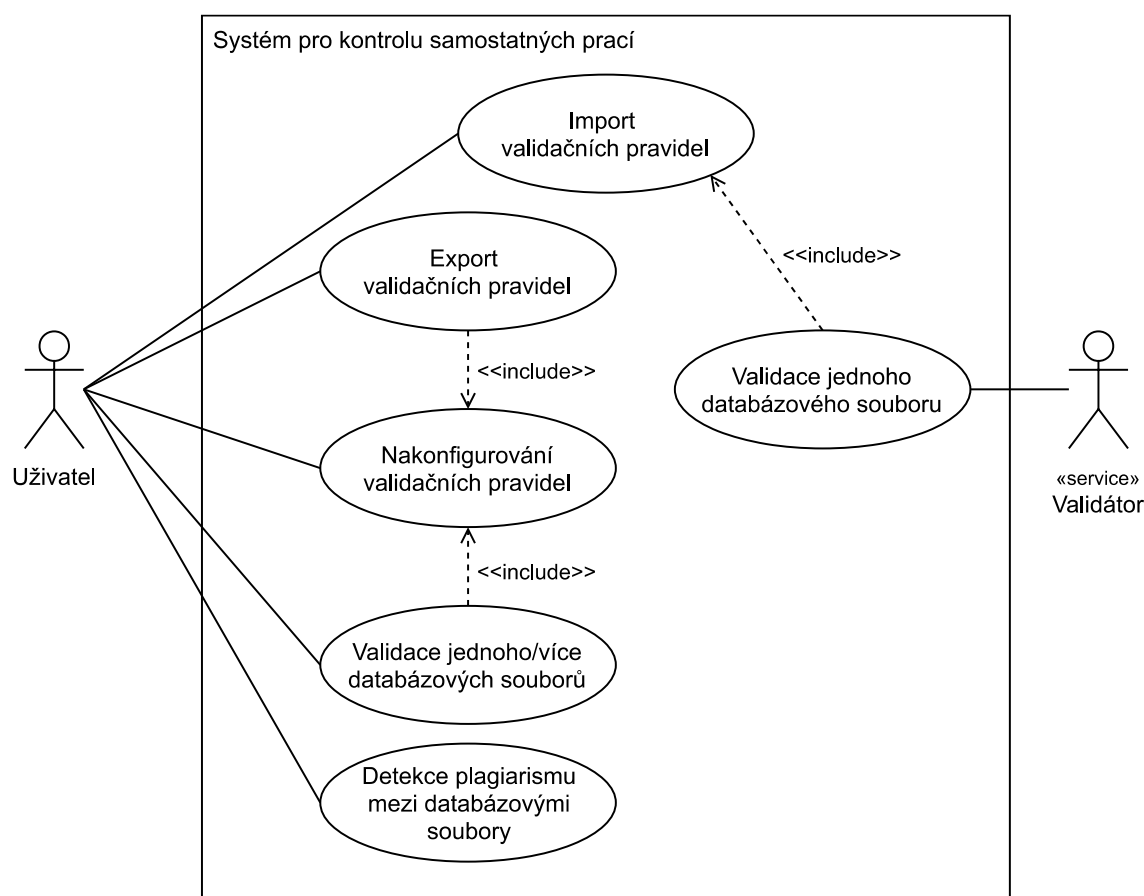 Systém pro kontrolu samostatných prací
Import
validačních pravidel
Export
validačních pravidel
<<include>>
<<include>>
Validace jednoho
databázového souboru
Nakonfigurování
validačních pravidel
Uživatel
«service»
Validátor
<<include>>
Validace jednoho/více
databázových souborů
Detekce plagiarismu
mezi databázovými
soubory